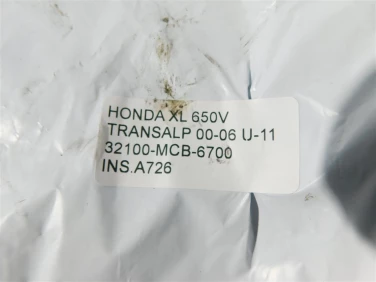 HONDA XL 650V
TRANSALP 00-06 U-11
32100-MCB-6700
INS.A726